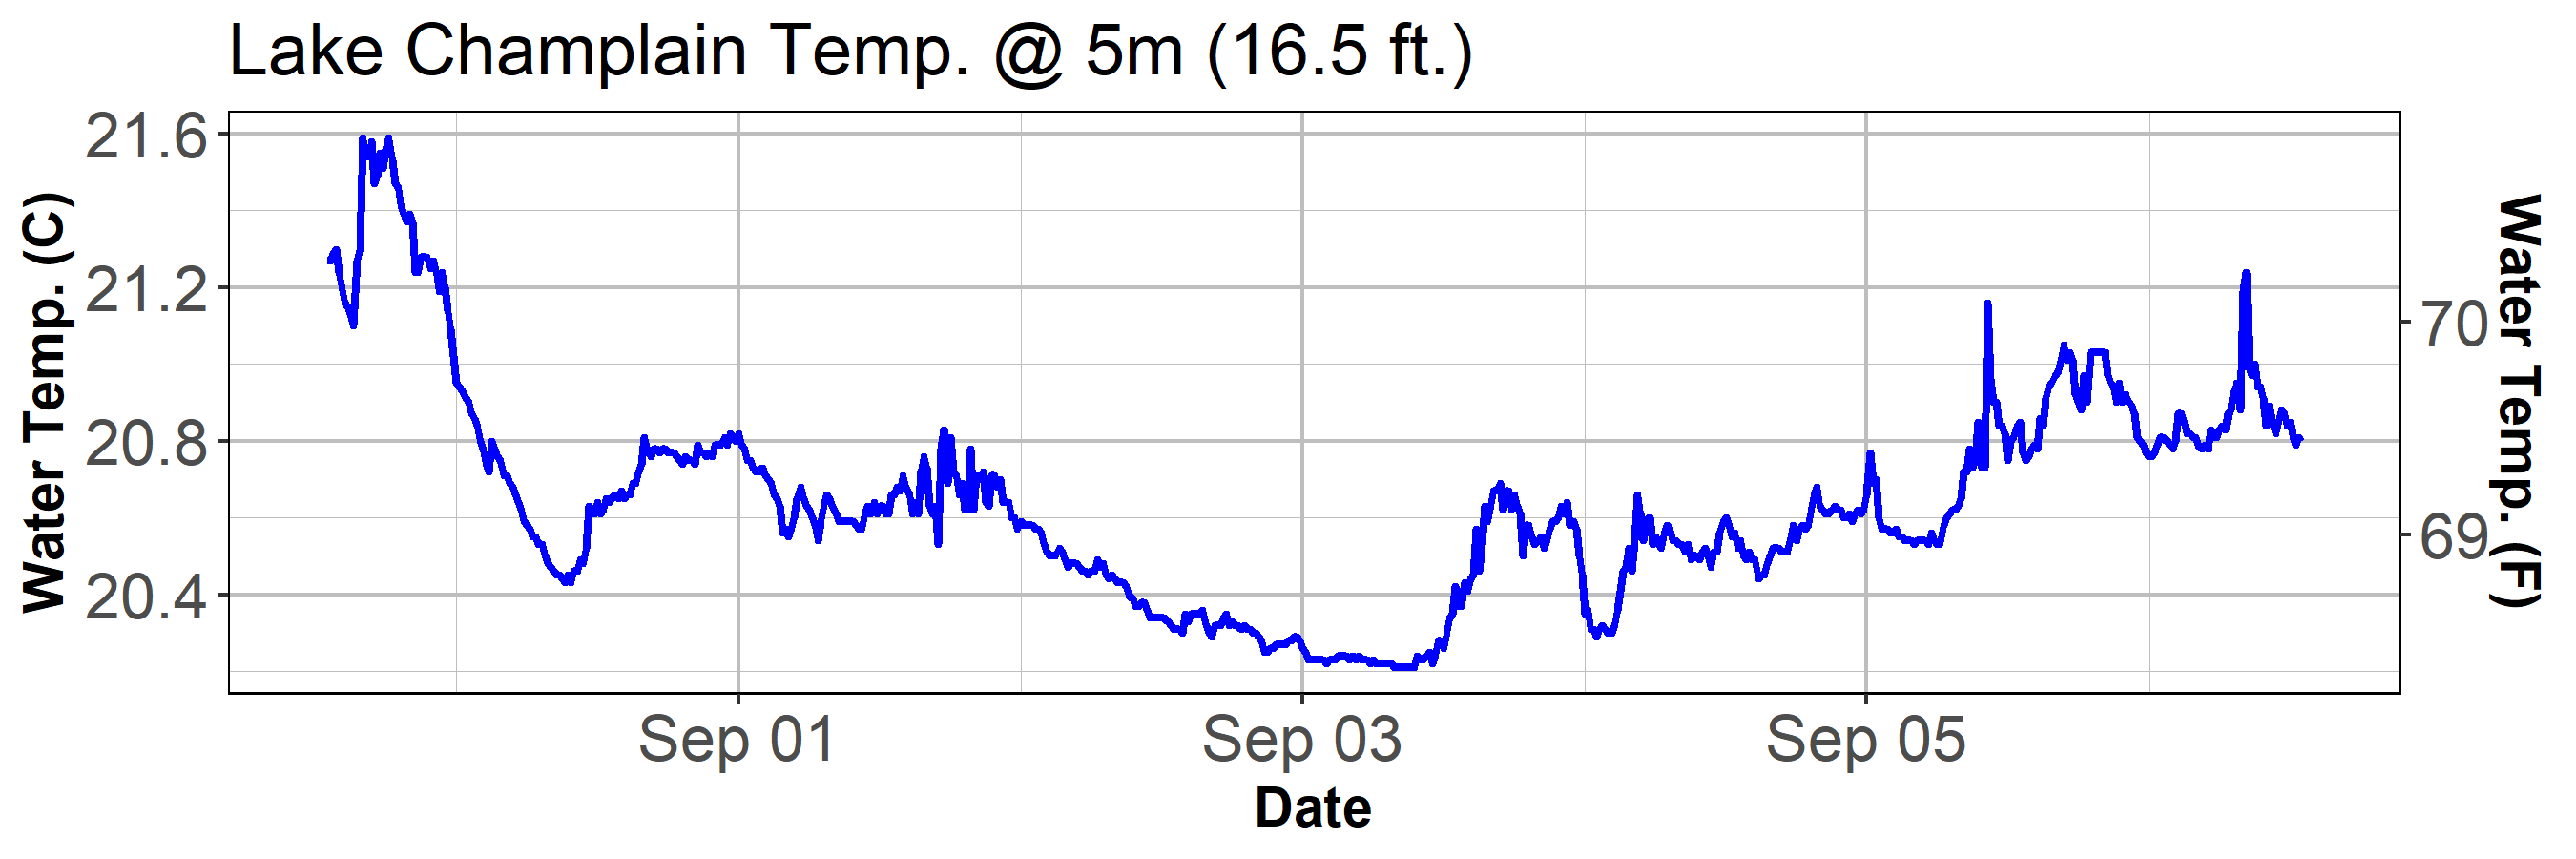 Lake Champlain Temp. @ 5m (16.5 ft.)
Water Temp. (C)
21.6
21.2
20.8
20.4
70
69
Water Temp. (F)
Sep 01
Sep 03
Sep 05
Date